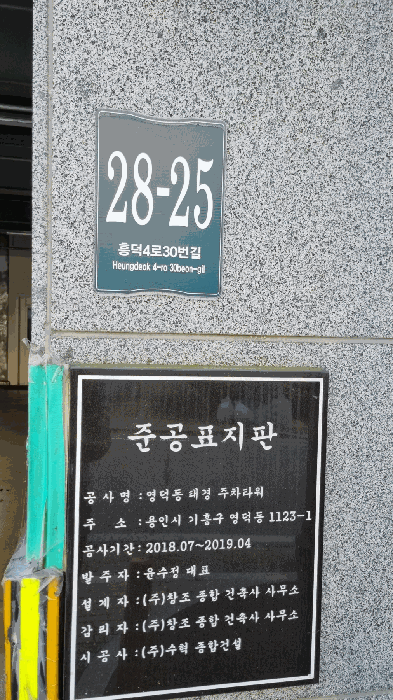 28-25
흥덕4로30번길
Heungdeok 4-ro 30beon-gil
준공표지판
공 사 명 : 영덕동 태경 주차타워
주 소 : 용인시 기흥구 영덕동 1123-1
공사기간 : 2018.07~2019.04
발 주 자 : 윤수정 대표
설 계 자 : (주)창조 종합 건축사 사무소
감 리 자 : (주)창조 종합 건축사 사무소
시 공 사 : (주)수혁 종합건설